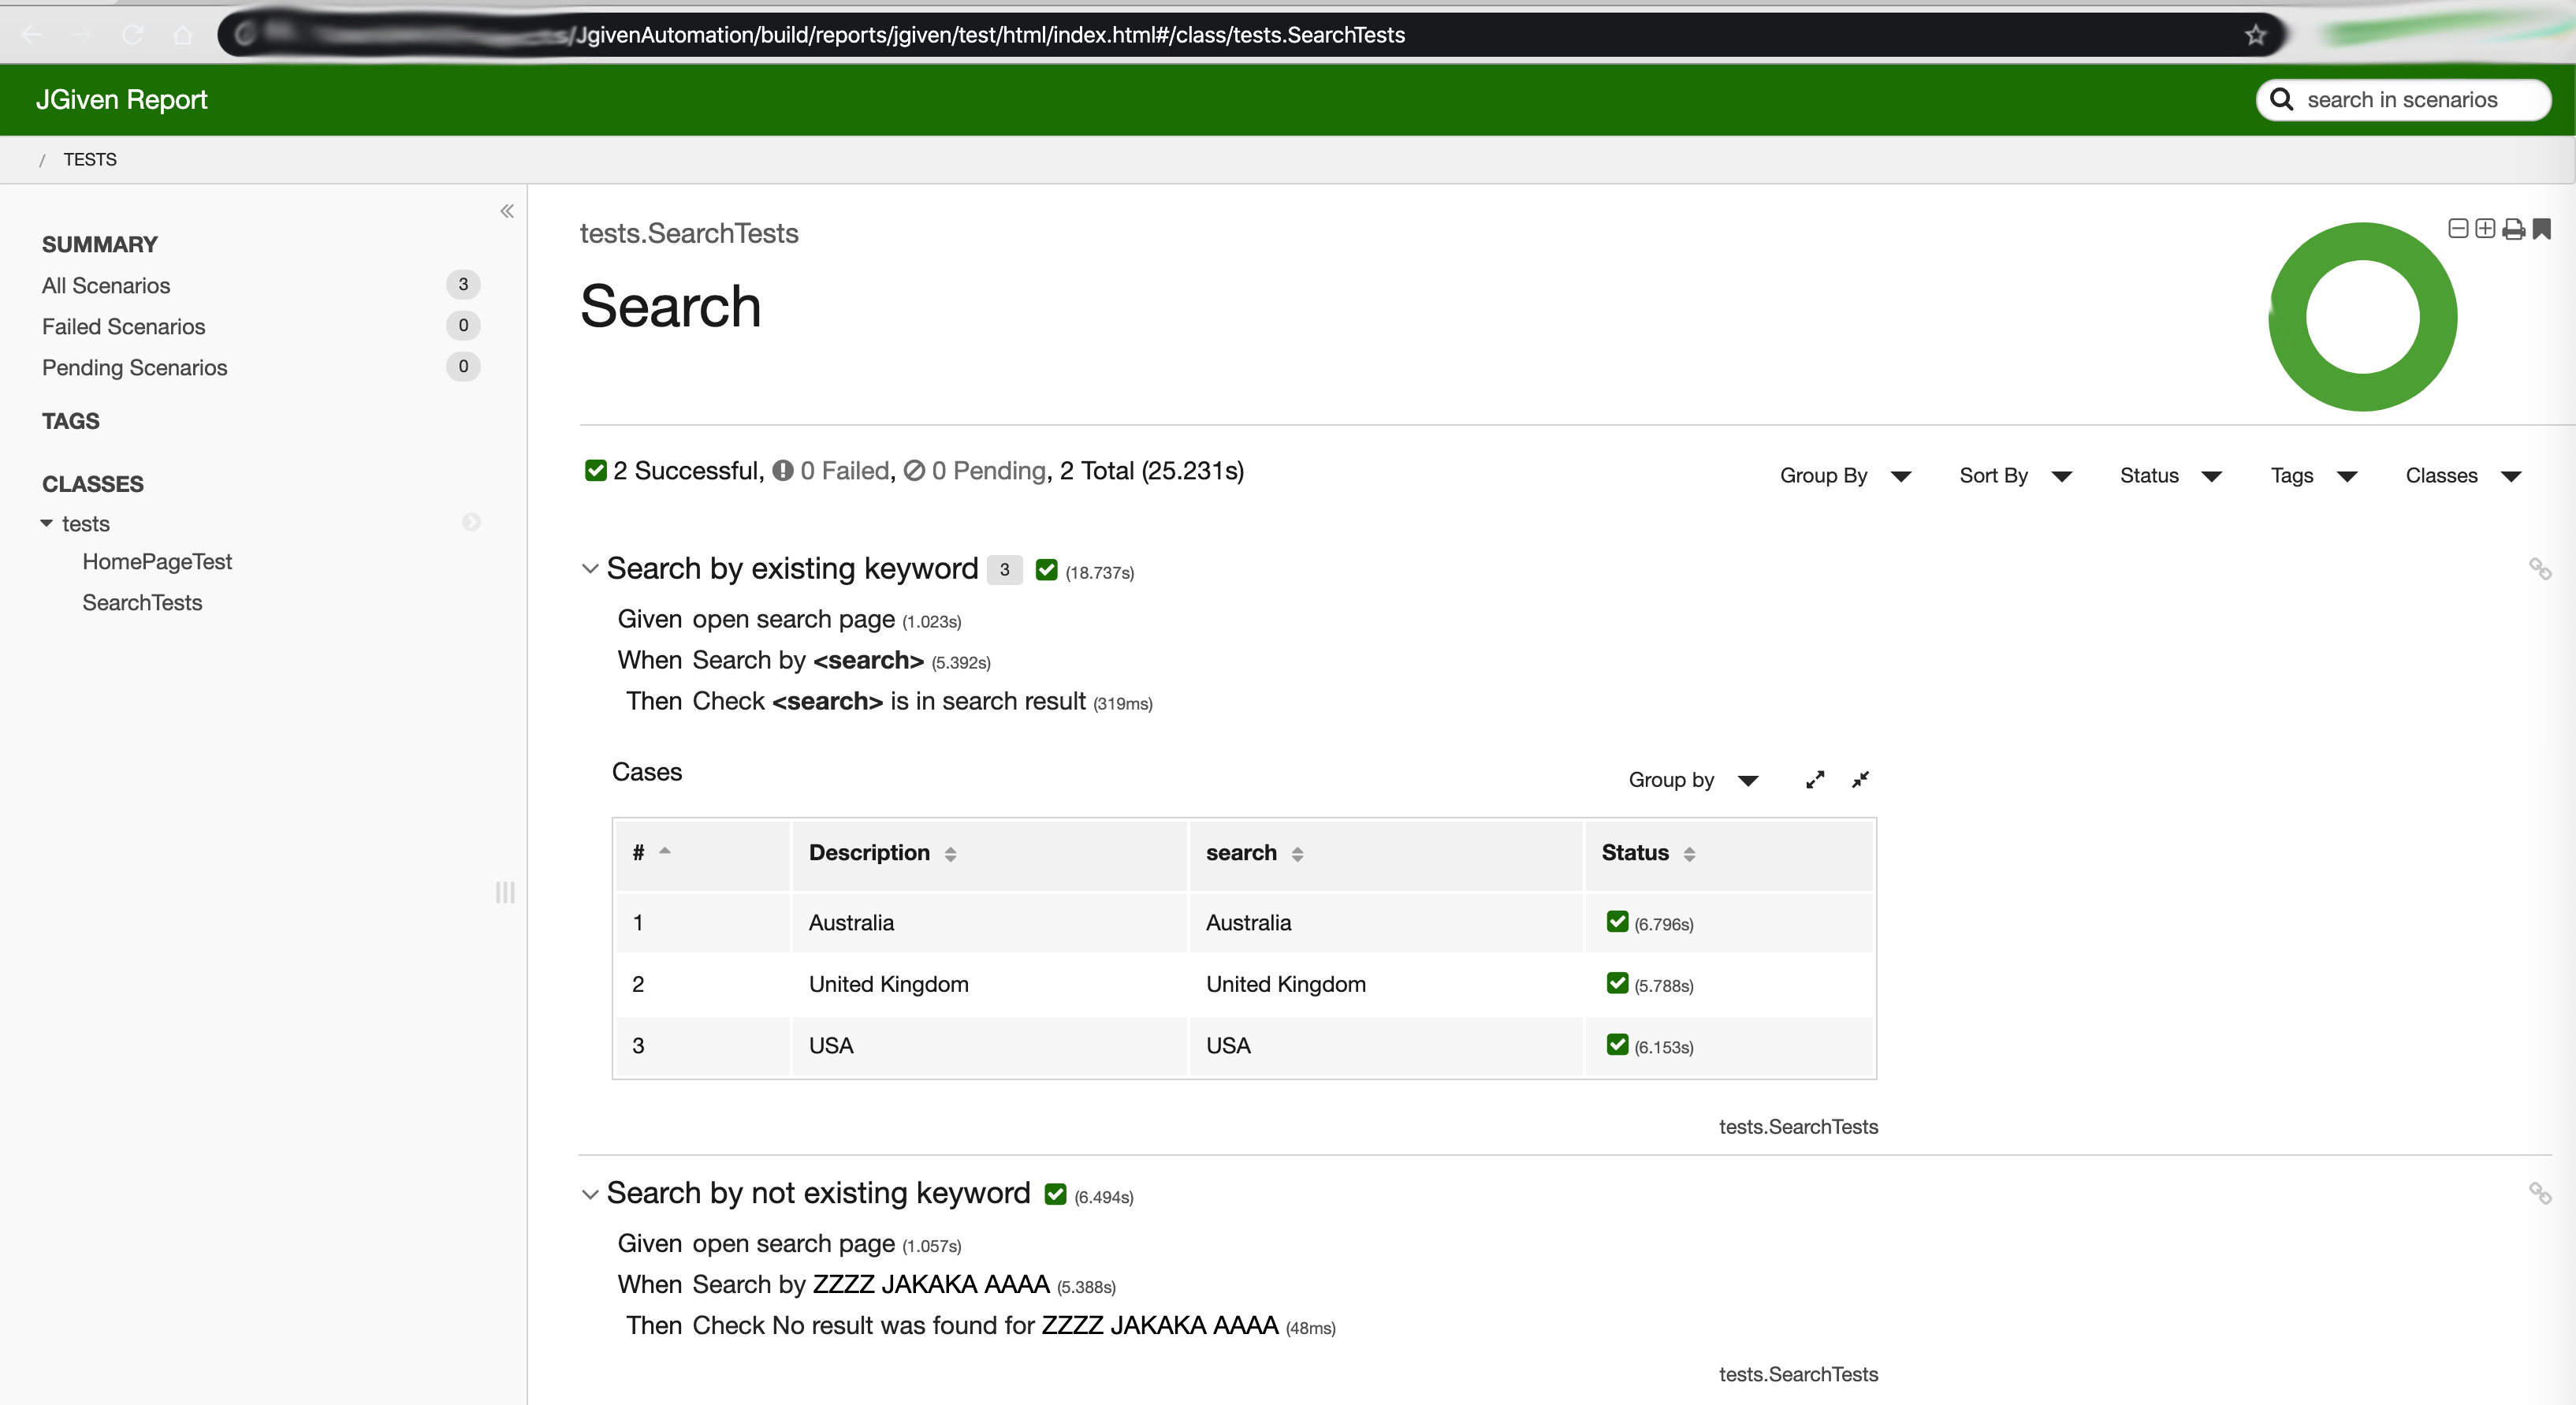 /JgivenAutomation/build/reports/jgiven/test/html/index.html#/class/tests.SearchTests
JGiven Report
search in scenarios
/ TESTS
SUMMARY
All Scenarios 3
Failed Scenarios 0
Pending Scenarios 0
TAGS
CLASSES
tests
HomePageTest
SearchTests
tests.SearchTests
Search
2 Successful, 0 Failed, 0 Pending, 2 Total (25.231s)
Group By Sort By Status Tags Classes
Search by existing keyword 3 (18.737s)
Given open search page (1.023s)
When Search by <search> (5.392s)
Then Check <search> is in search result (319ms)
Cases
Group by
# Description search Status
1 Australia Australia (6.796s)
2 United Kingdom United Kingdom (5.788s)
3 USA USA (6.153s)
tests.SearchTests
Search by not existing keyword (6.494s)
Given open search page (1.057s)
When Search by ZZZZ JAKAKA AAAA (5.388s)
Then Check No result was found for ZZZZ JAKAKA AAAA (48ms)
tests.SearchTests